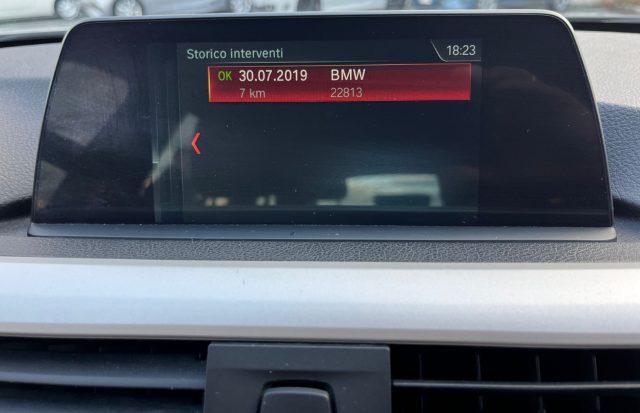 Storico interventi 18:23
OK 30.07.2019 BMW
7 km 22813